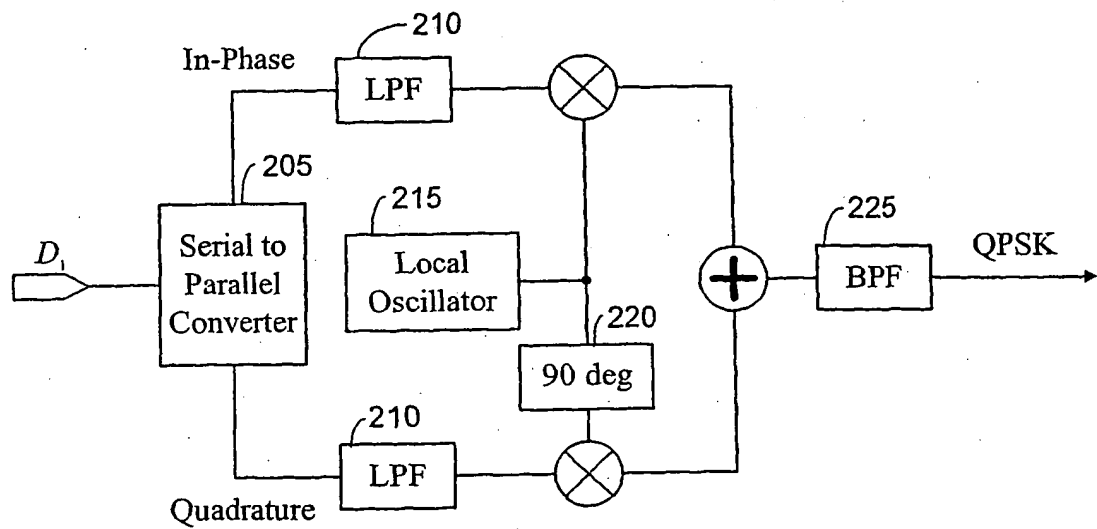 210
In-Phase
LPF
205
215
225
D₁
Serial to
Parallel
Converter
Local
Oscillator
BPF
QPSK
220
90 deg
210
LPF
Quadrature